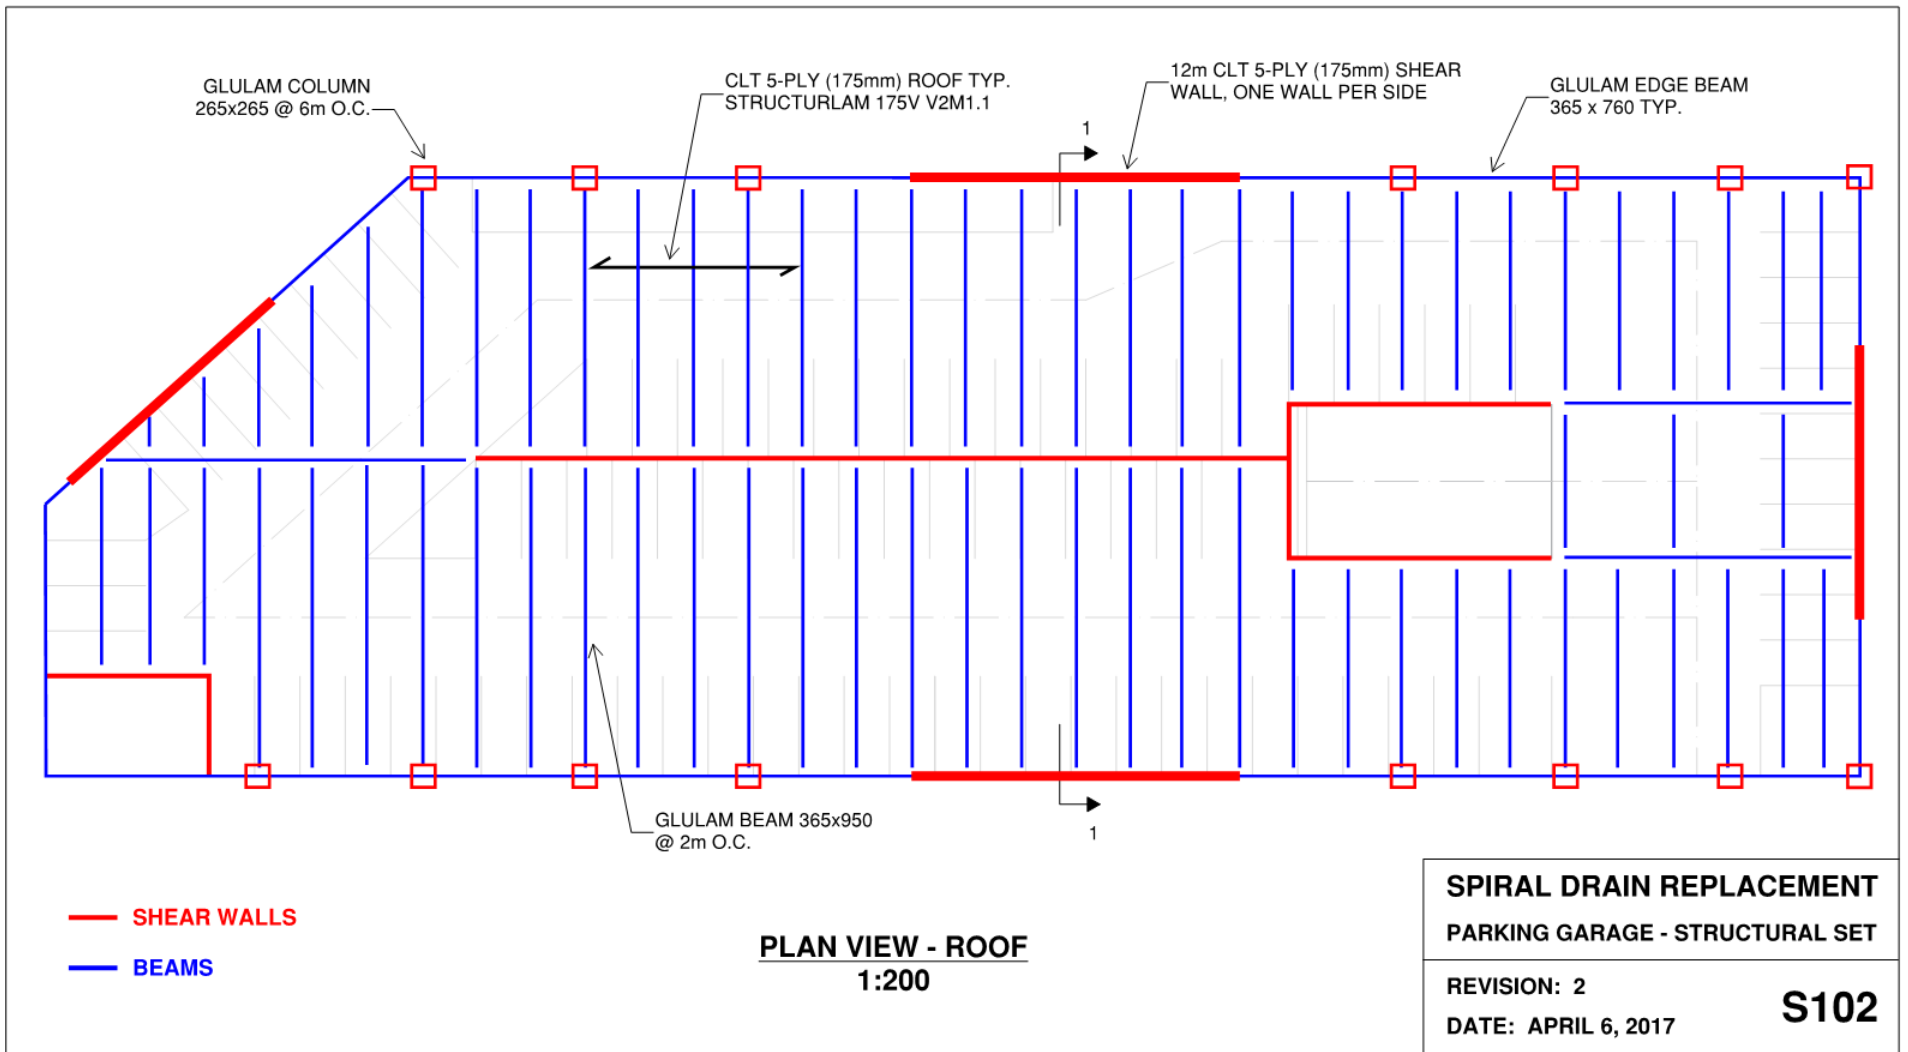 GLULAM COLUMN
265x265 @ 6m O.C.
CLT 5-PLY (175mm) ROOF TYP.
STRUCTURLAM 175V V2M1.1
12m CLT 5-PLY (175mm) SHEAR
WALL, ONE WALL PER SIDE
GLULAM EDGE BEAM
365 x 760 TYP.
1
GLULAM BEAM 365x950
@ 2m O.C.
1
SHEAR WALLS
BEAMS
PLAN VIEW - ROOF
1:200
SPIRAL DRAIN REPLACEMENT
PARKING GARAGE - STRUCTURAL SET
REVISION: 2
DATE: APRIL 6, 2017
S102